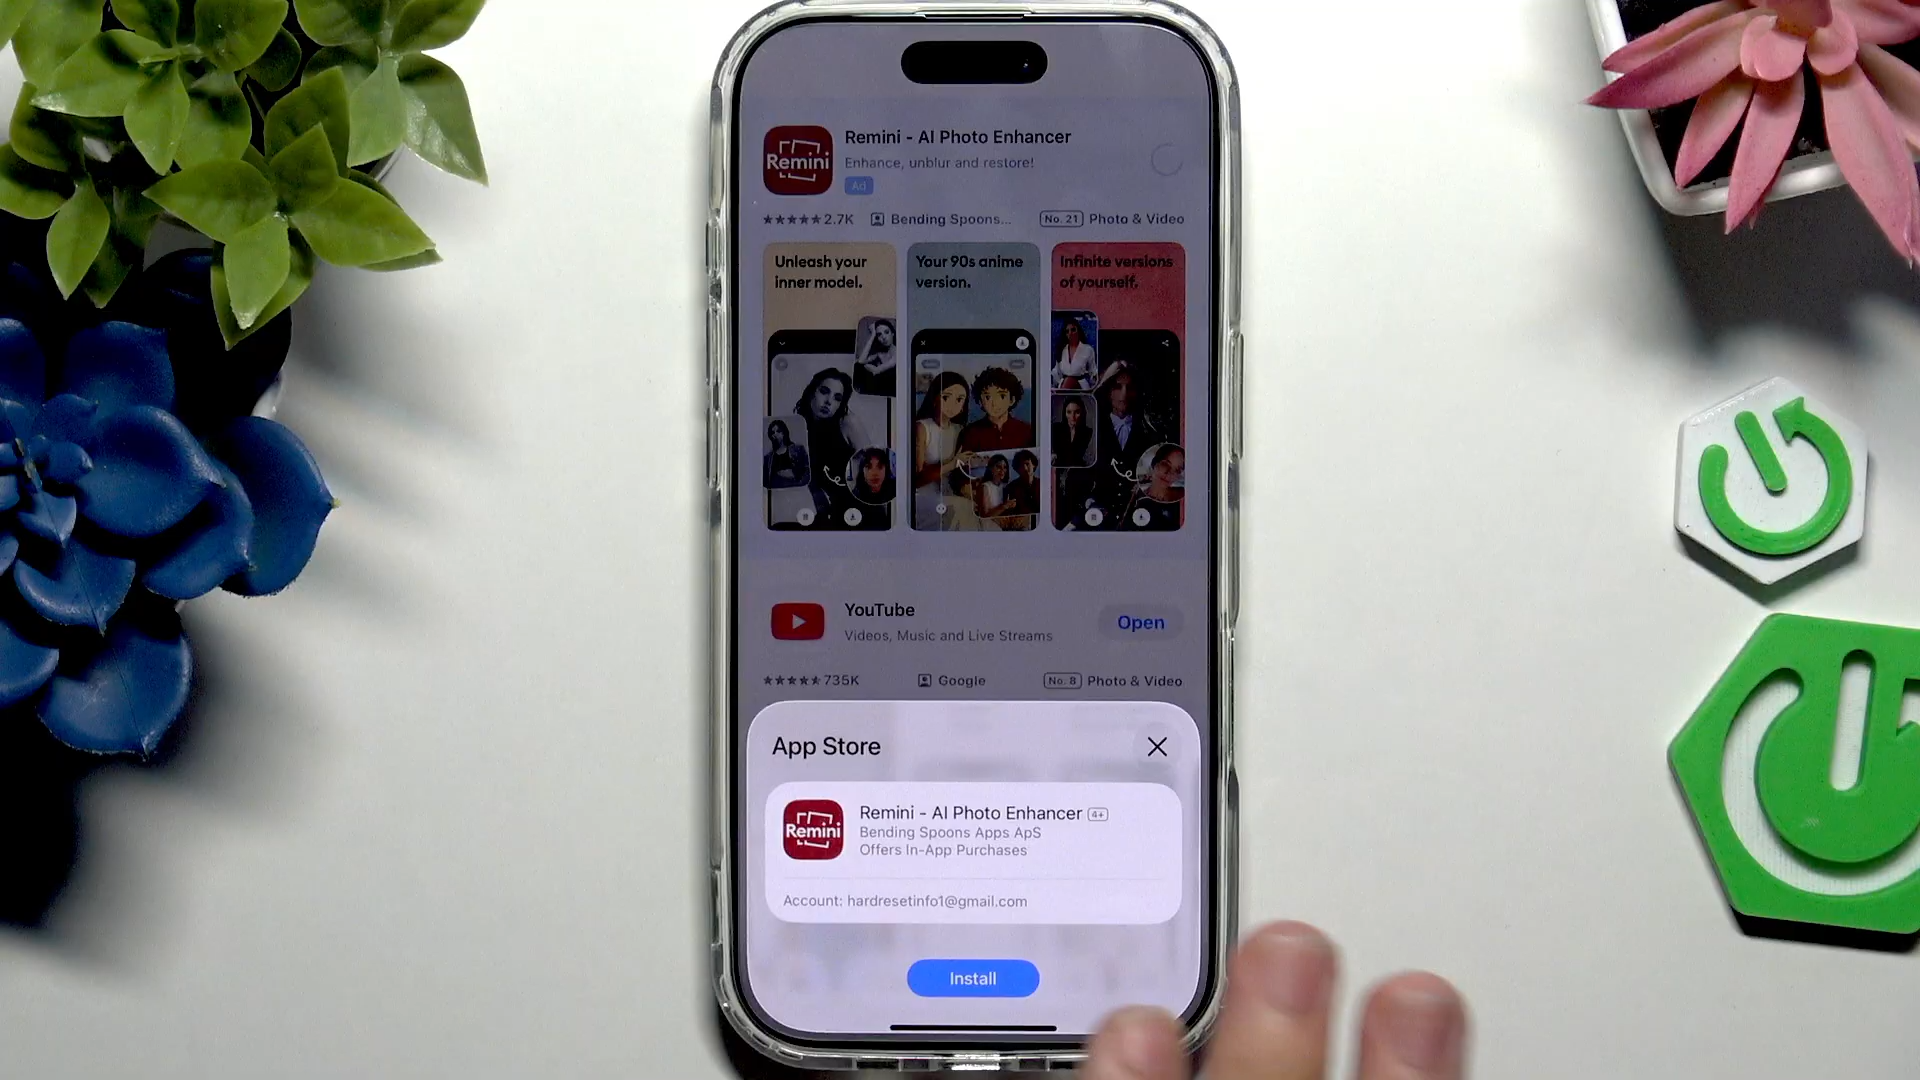 Remini - AI Photo Enhancer
Remini
Enhance, unblur and restore!
Ad
2.7K Bending Spoons... No. 21 Photo & Video
Unleash your
inner model.
Your 90s anime
version.
Infinite versions
of yourself.
YouTube
Videos, Music and Live Streams
Open
735K Google No. 8 Photo & Video
App Store
Remini
Remini - AI Photo Enhancer 4+
Bending Spoons Apps ApS
Offers In-App Purchases
Account: hardresetinfo1@gmail.com
Install